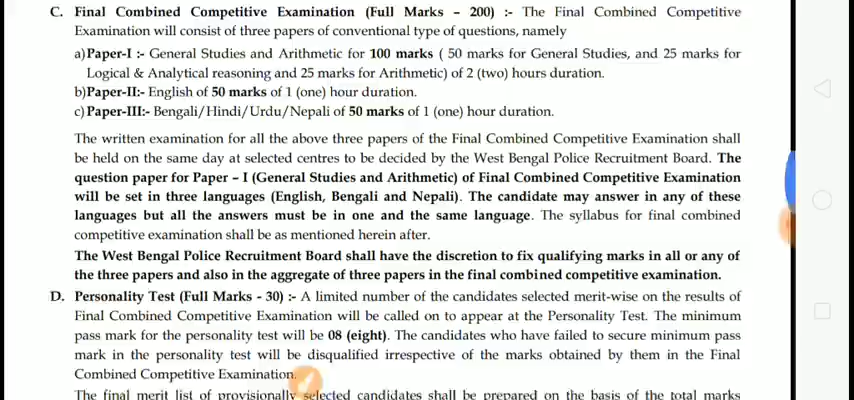 C. Final Combined Competitive Examination (Full Marks - 200) :- The Final Combined Competitive
Examination will consist of three papers of conventional type of questions, namely
a)Paper-I :- General Studies and Arithmetic for 100 marks ( 50 marks for General Studies, and 25 marks for
Logical & Analytical reasoning and 25 marks for Arithmetic) of 2 (two) hours duration.
b)Paper-II:- English of 50 marks of 1 (one) hour duration.
c)Paper-III:- Bengali/Hindi/Urdu/Nepali of 50 marks of 1 (one) hour duration.
The written examination for all the above three papers of the Final Combined Competitive Examination shall
be held on the same day at selected centres to be decided by the West Bengal Police Recruitment Board. The
question paper for Paper – I (General Studies and Arithmetic) of Final Combined Competitive Examination
will be set in three languages (English, Bengali and Nepali). The candidate may answer in any of these
languages but all the answers must be in one and the same language. The syllabus for final combined
competitive examination shall be as mentioned herein after.
The West Bengal Police Recruitment Board shall have the discretion to fix qualifying marks in all or any of
the three papers and also in the aggregate of three papers in the final combined competitive examination.
D. Personality Test (Full Marks - 30) :- A limited number of the candidates selected merit-wise on the results of
Final Combined Competitive Examination will be called on to appear at the Personality Test. The minimum
pass mark for the personality test will be 08 (eight). The candidates who have failed to secure minimum pass
mark in the personality test will be disqualified irrespective of the marks obtained by them in the Final
Combined Competitive Examination.
The final merit list of provisionally selected candidates shall be prepared on the basis of the total marks